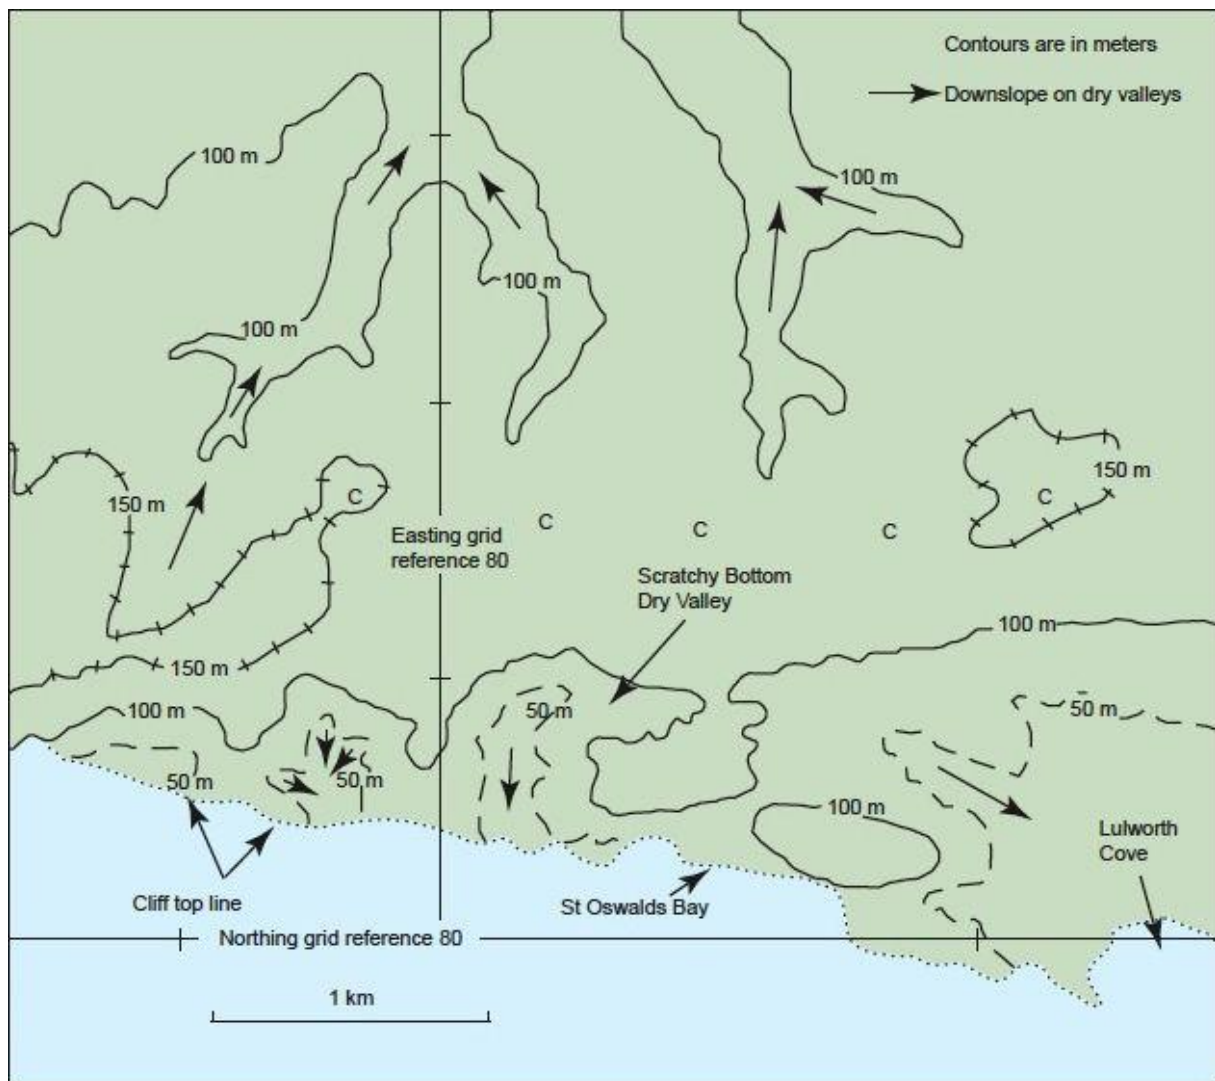 Contours are in meters
Downslope on dry valleys
100 m
100 m
100 m
100 m
150 m
150 m
C
C
C
C
C
Easting grid
reference 80
Scratchy Bottom
Dry Valley
100 m
150 m
100 m
50 m
50 m
50 m
50 m
100 m
Lulworth
Cove
Cliff top line
St Oswalds Bay
Northing grid reference 80
1 km